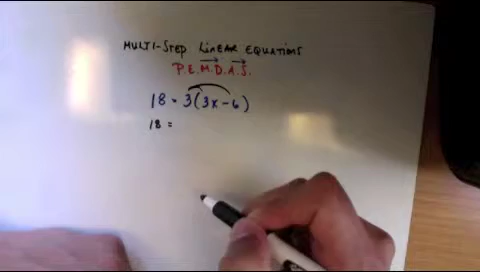 MULTI-STEP LINEAR EQUATIONS
P.E.M.D.A.S.
18 = 3(3x-6)
18 =